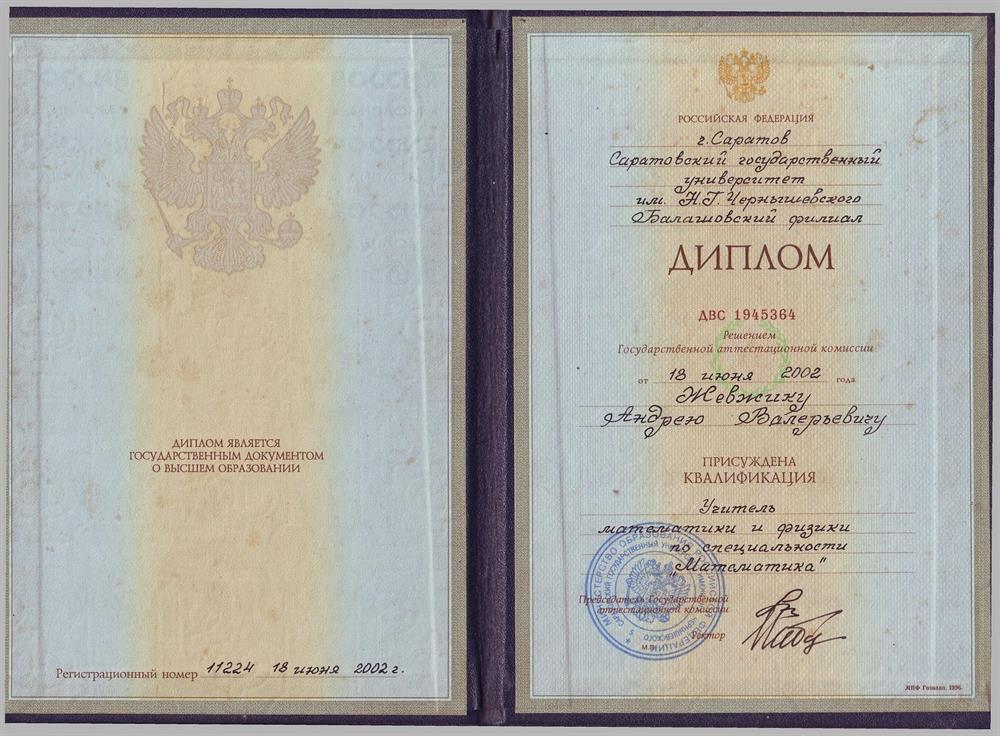 ДИПЛОМ ЯВЛЯЕТСЯ
ГОСУДАРСТВЕННЫМ ДОКУМЕНТОМ
О ВЫСШЕМ ОБРАЗОВАНИИ
Регистрационный номер 11224 18 июня 2002 г.
РОССИЙСКАЯ ФЕДЕРАЦИЯ
г. Саратов
Саратовский государственный
университет
им. Н.Г. Чернышевского
Балашовский филиал
ДИПЛОМ
ДВС 1945364
Решением
Государственной аттестационной комиссии
от 18 июня 2002 года
Жевжику
Андрею Валерьевичу
ПРИСУЖДЕНА
КВАЛИФИКАЦИЯ
Учитель
математики и физики
по специальности
"Математика"
Председатель Государственной
аттестационной комиссии
Ректор
М.П.
МПФ Гознака. 1996.